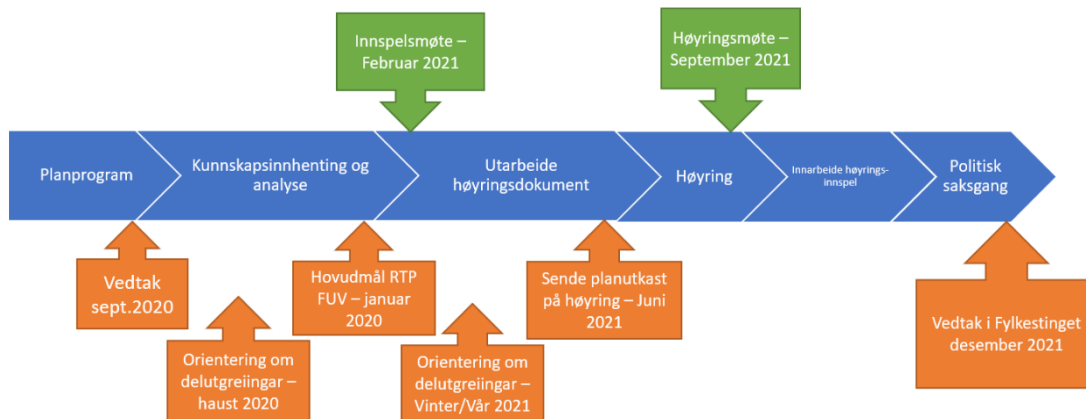 Innspelsmøte –
Februar 2021
Høyringsmøte –
September 2021
Planprogram
Kunnskapsinnhenting og
analyse
Utarbeide
høyringsdokument
Høyring
Innarbeide høyrings-
innspel
Politisk
saksgang
Vedtak
sept.2020
Hovudmål RTP
FUV – januar
2020
Sende planutkast
på høyring – Juni
2021
Vedtak i Fylkestinget
desember 2021
Orientering om
delutgreiingar –
haust 2020
Orientering om
delutgreiingar –
Vinter/Vår 2021